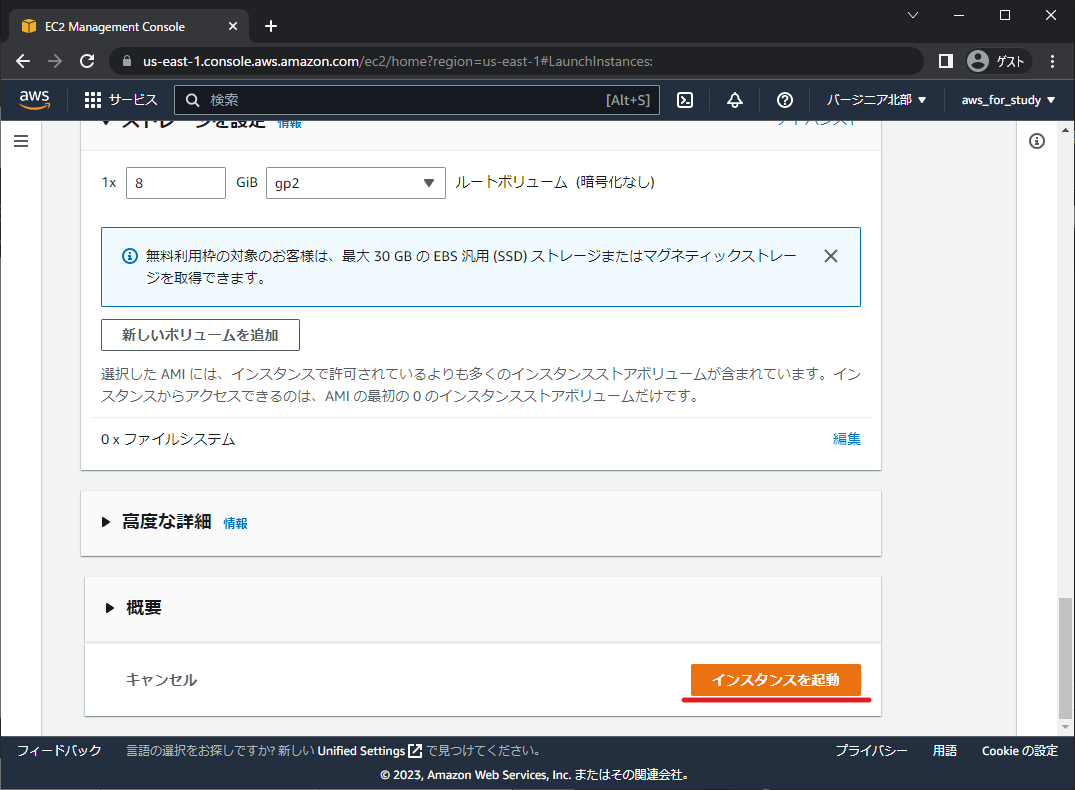 EC2 Management Console
us-east-1.console.aws.amazon.com/ec2/home?region=us-east-1#LaunchInstances:
ゲスト
aws
サービス
検索
[Alt+S]
バージニア北部
aws_for_study
ストレージを設定 情報
アドバンスト
1x 8 GiB gp2 ルートボリューム (暗号化なし)
無料利用枠の対象のお客様は、最大 30 GB の EBS 汎用 (SSD) ストレージまたはマグネティックストレー
ジを取得できます。
新しいボリュームを追加
選択した AMI には、インスタンスで許可されているよりも多くのインスタンスストアボリュームが含まれています。イン
スタンスからアクセスできるのは、AMI の最初の 0 のインスタンスストアボリュームだけです。
0 x ファイルシステム 編集
高度な詳細 情報
概要
キャンセル インスタンスを起動
フィードバック 言語の選択をお探しですか? 新しい Unified Settings で見つけてください。 プライバシー 用語 Cookie の設定
© 2023, Amazon Web Services, Inc. またはその関連会社。